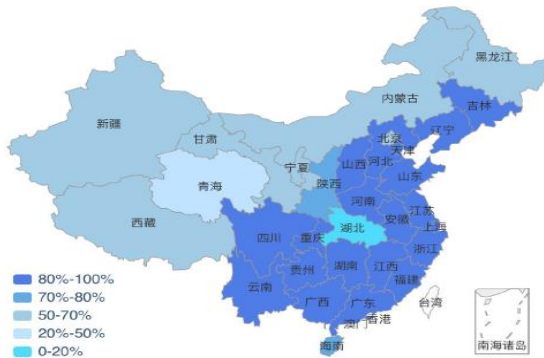 黑龙江
内蒙古
吉林
新疆
辽宁
北京
甘肃
天津
河北
山西
宁夏
山东
青海
陕西
河南
江苏
西藏
安徽
上海
湖北
四川
重庆
浙江
湖南
江西
贵州
福建
云南
台湾
广西
广东
香港
澳门
海南
南海诸岛
80%-100%
70%-80%
50-70%
20%-50%
0-20%